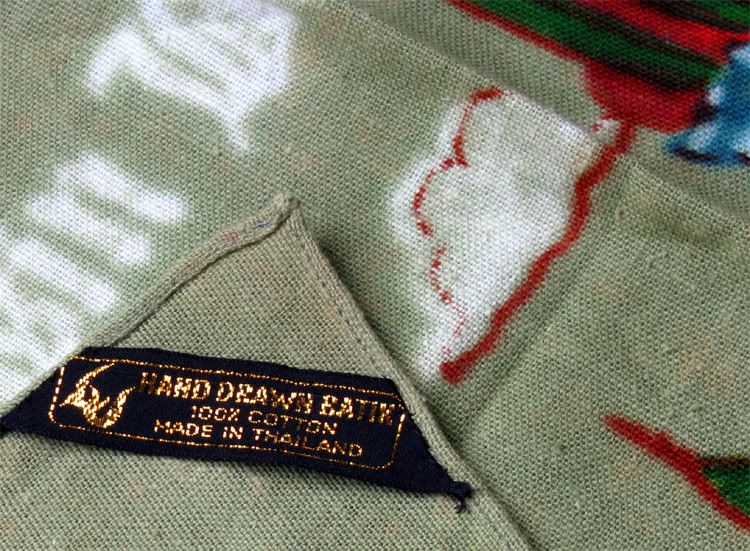 HAND DRAWN BATIK
100% COTTON
MADE IN THAILAND